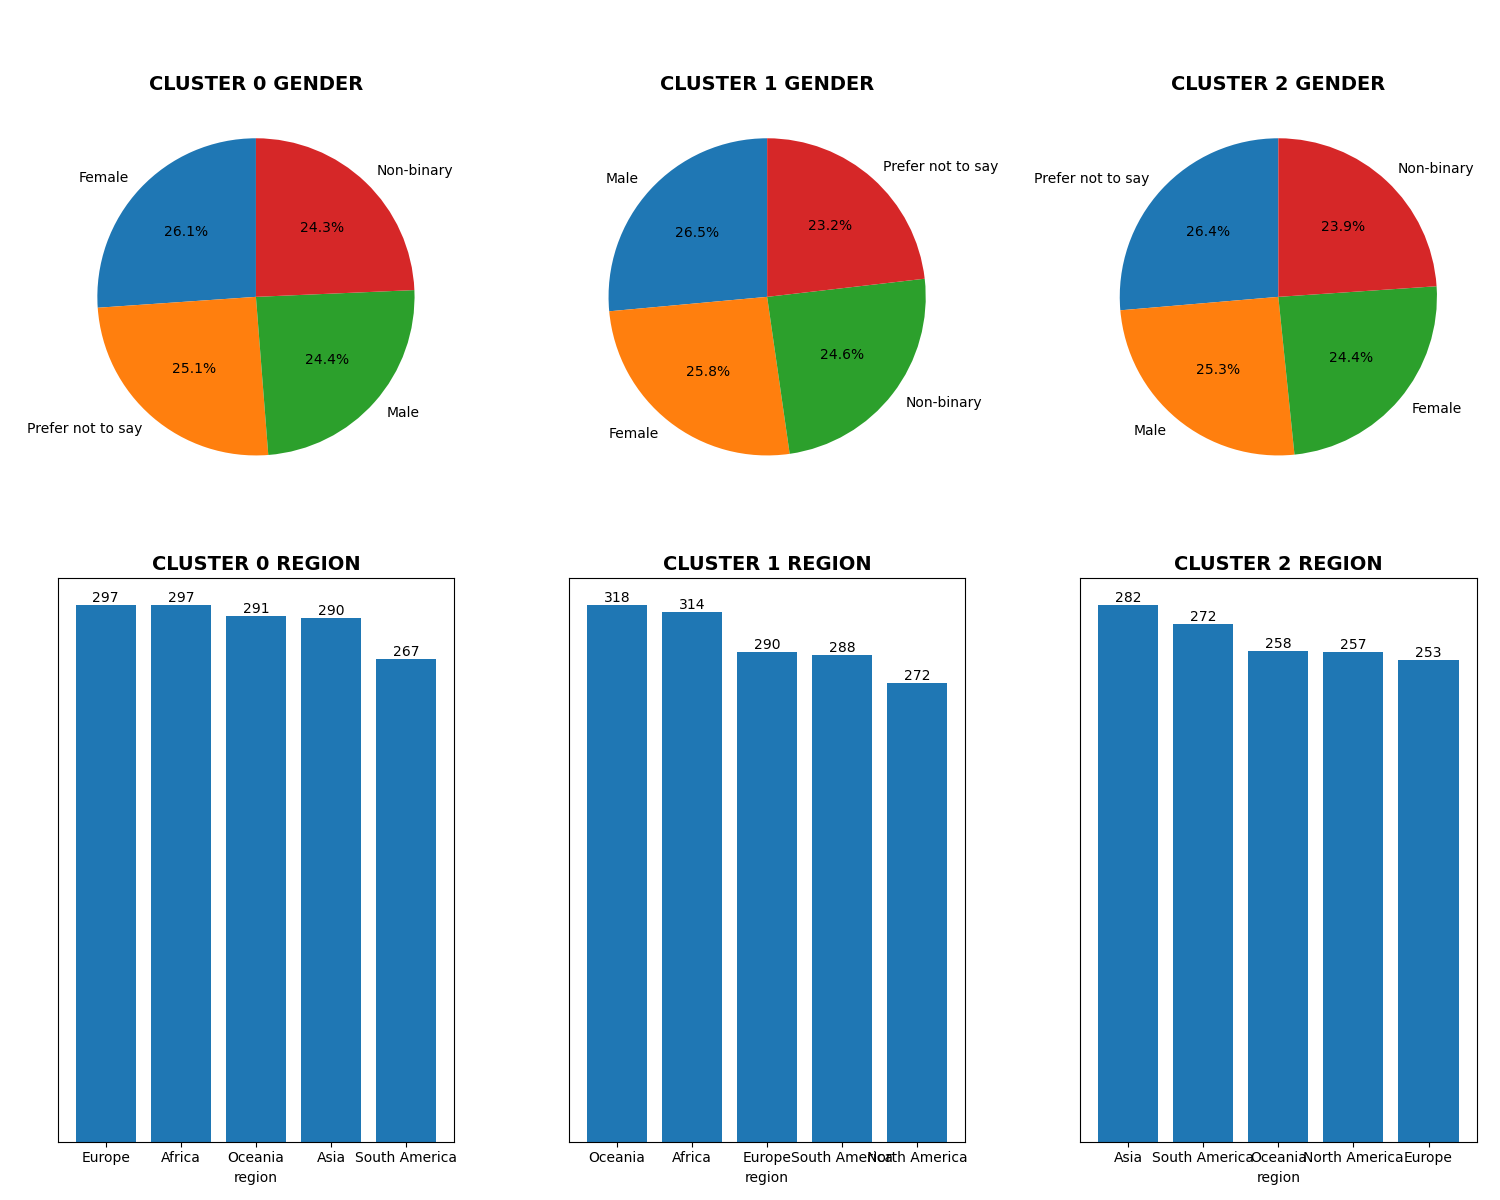 CLUSTER 0 GENDER
Female
Non-binary
26.1%
24.3%
25.1%
24.4%
Prefer not to say
Male
CLUSTER 1 GENDER
Male
Prefer not to say
26.5%
23.2%
25.8%
24.6%
Female
Non-binary
CLUSTER 2 GENDER
Prefer not to say
Non-binary
26.4%
23.9%
25.3%
24.4%
Male
Female
CLUSTER 0 REGION
297 297 291 290 267
Europe Africa Oceania Asia South America
region
CLUSTER 1 REGION
318 314 290 288 272
Oceania Africa Europe South America North America
region
CLUSTER 2 REGION
282 272 258 257 253
Asia South America Oceania North America Europe
region